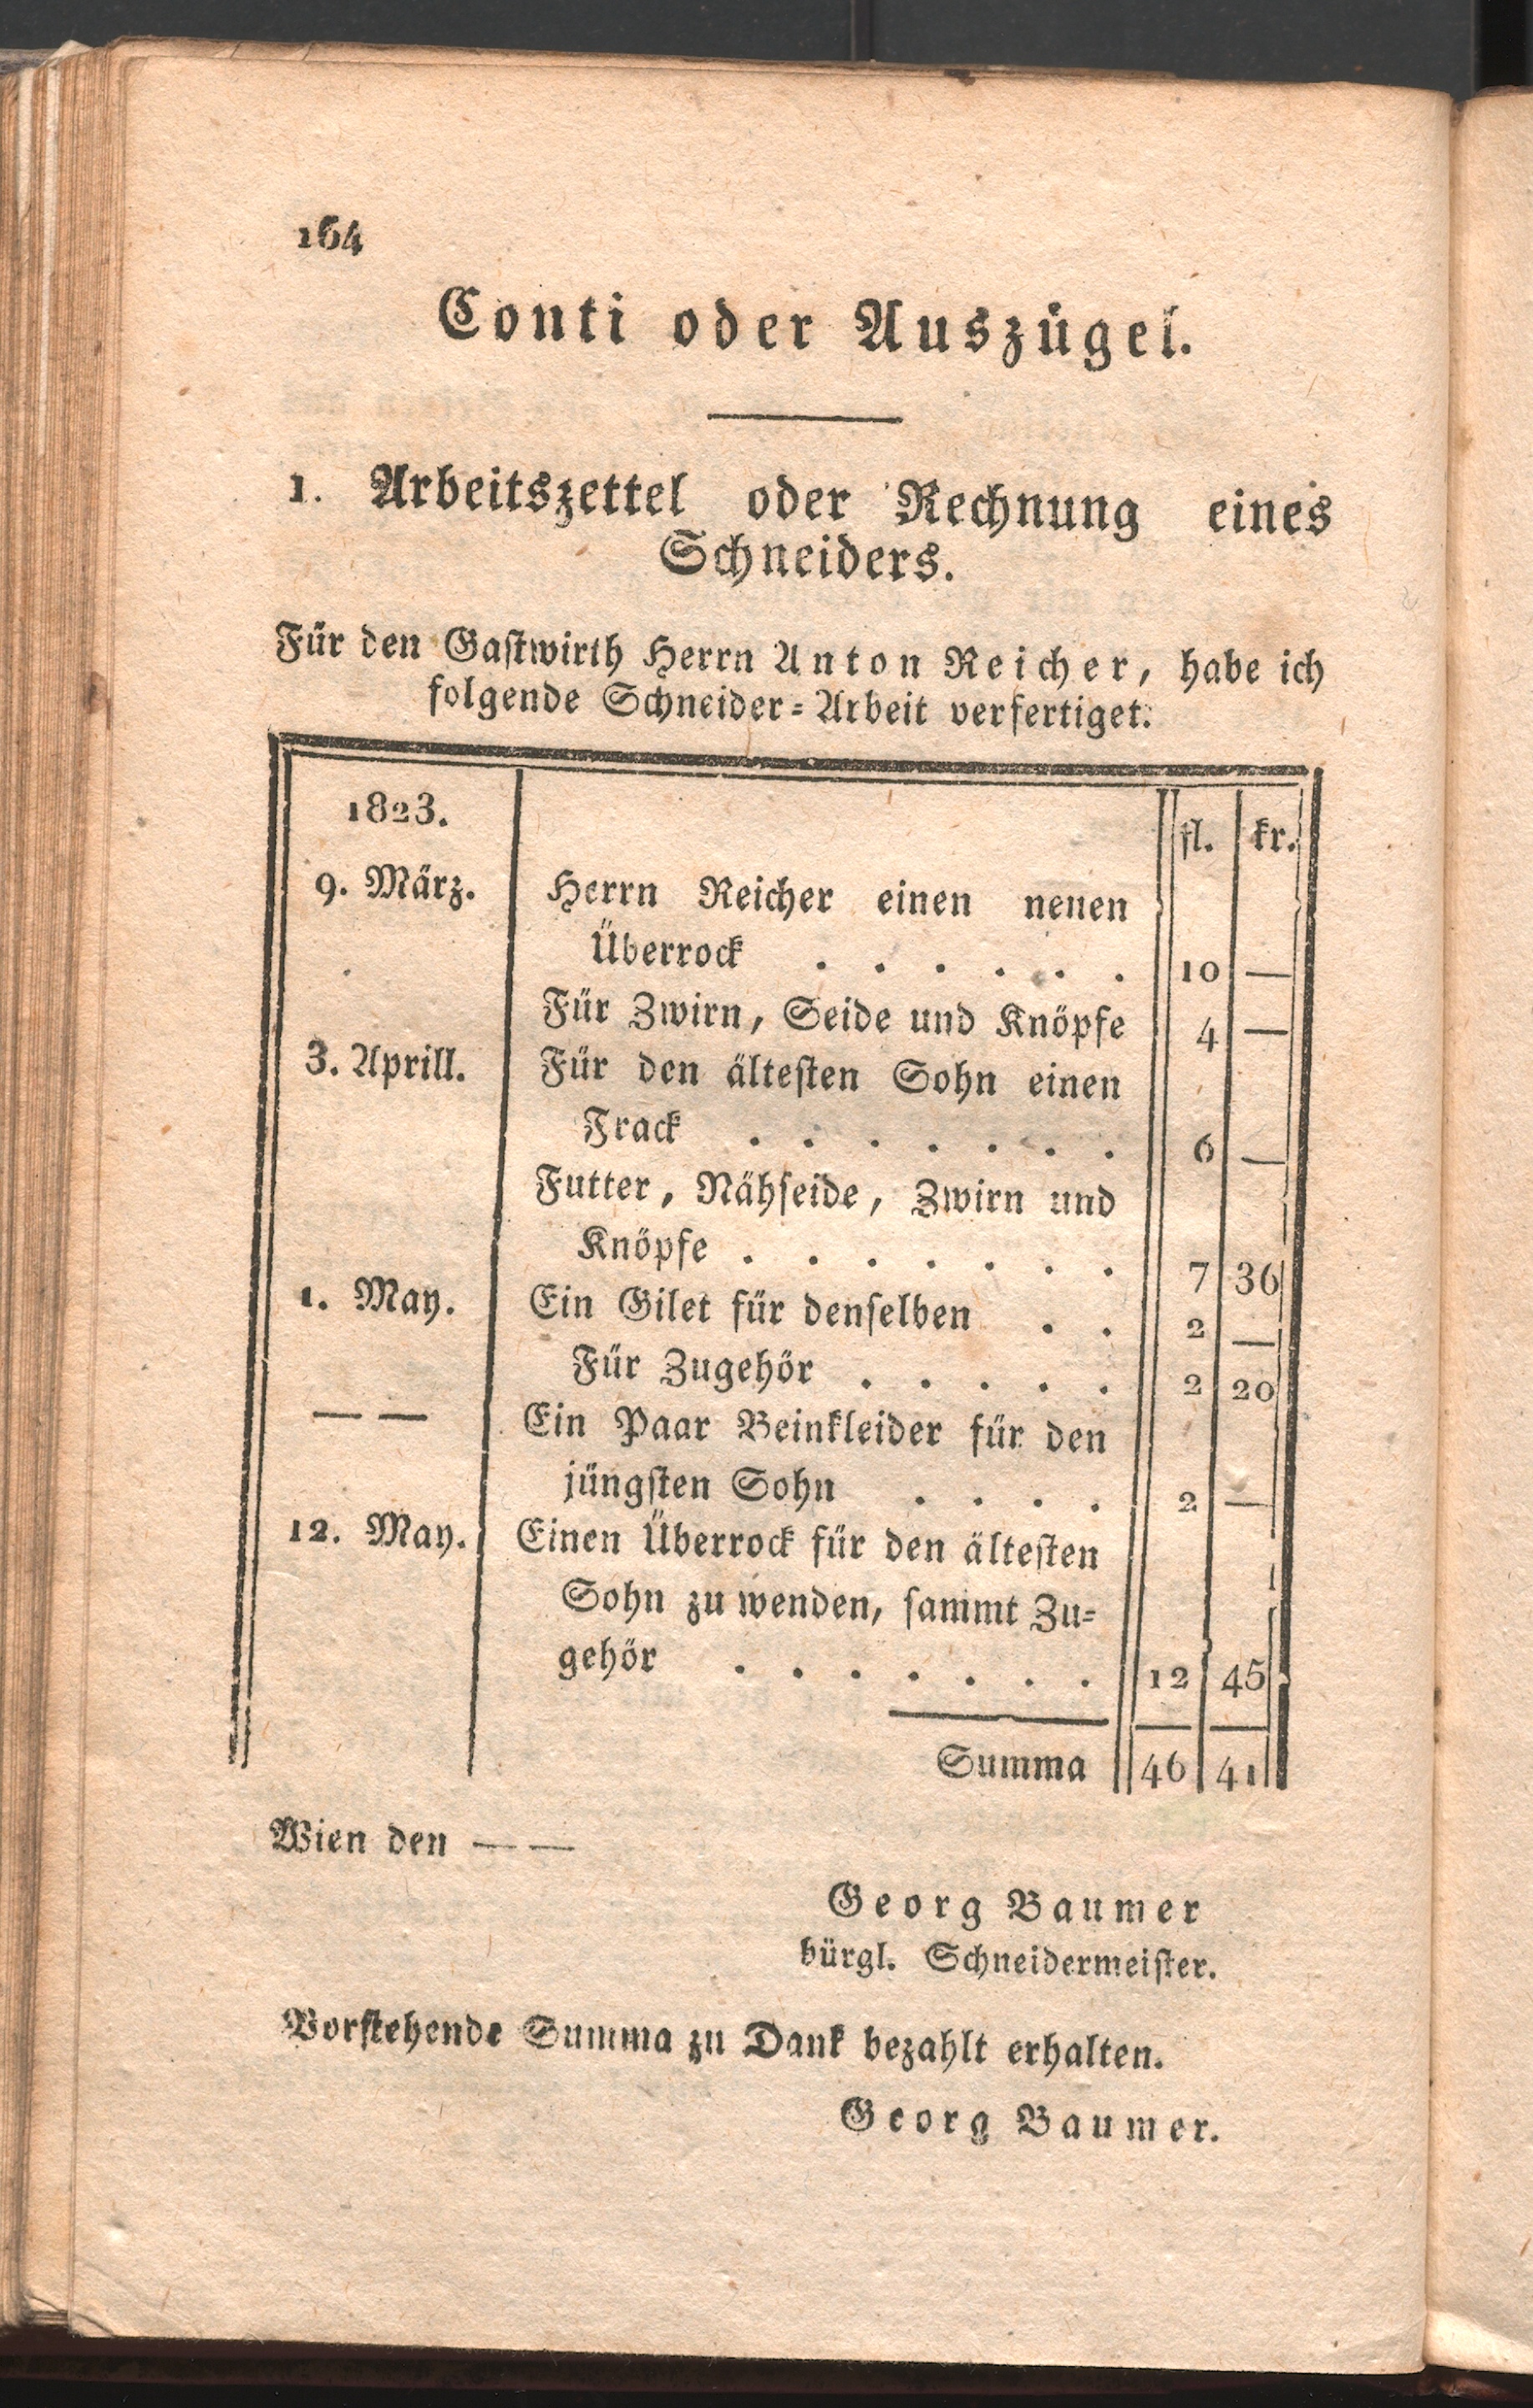 164
Conti oder Auszügel.
1. Arbeitszettel oder Rechnung eines
Schneiders.
Für den Gastwirth Herrn Anton Reicher, habe ich
folgende Schneider=Arbeit verfertiget:
1823. fl. kr.
9. März. Herrn Reicher einen neuen
Überrock . . . . . . 10 —
Für Zwirn, Seide und Knöpfe 4 —
3. Aprill. Für den ältesten Sohn einen
Frack . . . . . . . 6 —
Futter, Nähseide, Zwirn und
Knöpfe . . . . . . . 7 36
1. May. Ein Gilet für denselben . . 2 —
Für Zugehör . . . . . 2 20
— — Ein Paar Beinkleider für den
jüngsten Sohn . . . . 2 —
12. May. Einen Überrock für den ältesten
Sohn zu wenden, sammt Zu=
gehör . . . . . . . 12 45
Summa 46 41
Wien den — —
Georg Baumer
bürgl. Schneidermeister.
Vorstehende Summa zu Dank bezahlt erhalten.
Georg Baumer.